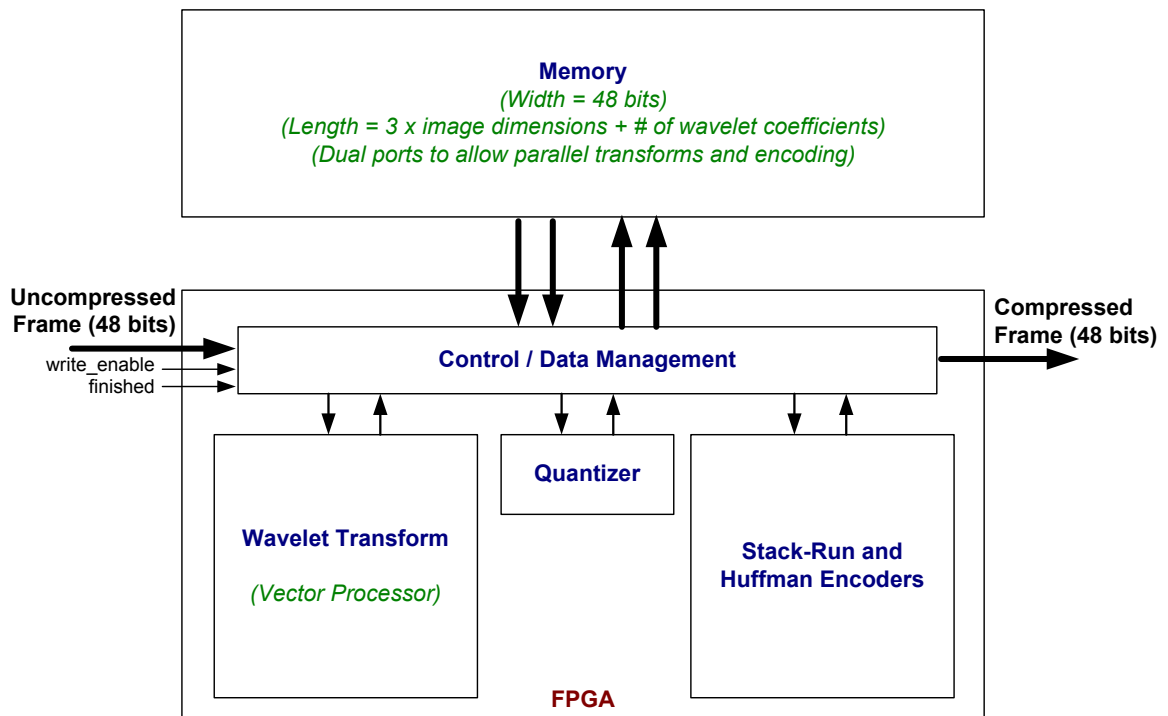 Memory
(Width = 48 bits)
(Length = 3 x image dimensions + # of wavelet coefficients)
(Dual ports to allow parallel transforms and encoding)
Uncompressed
Frame (48 bits)
write_enable
finished
Compressed
Frame (48 bits)
Control / Data Management
Wavelet Transform
(Vector Processor)
Quantizer
Stack-Run and
Huffman Encoders
FPGA